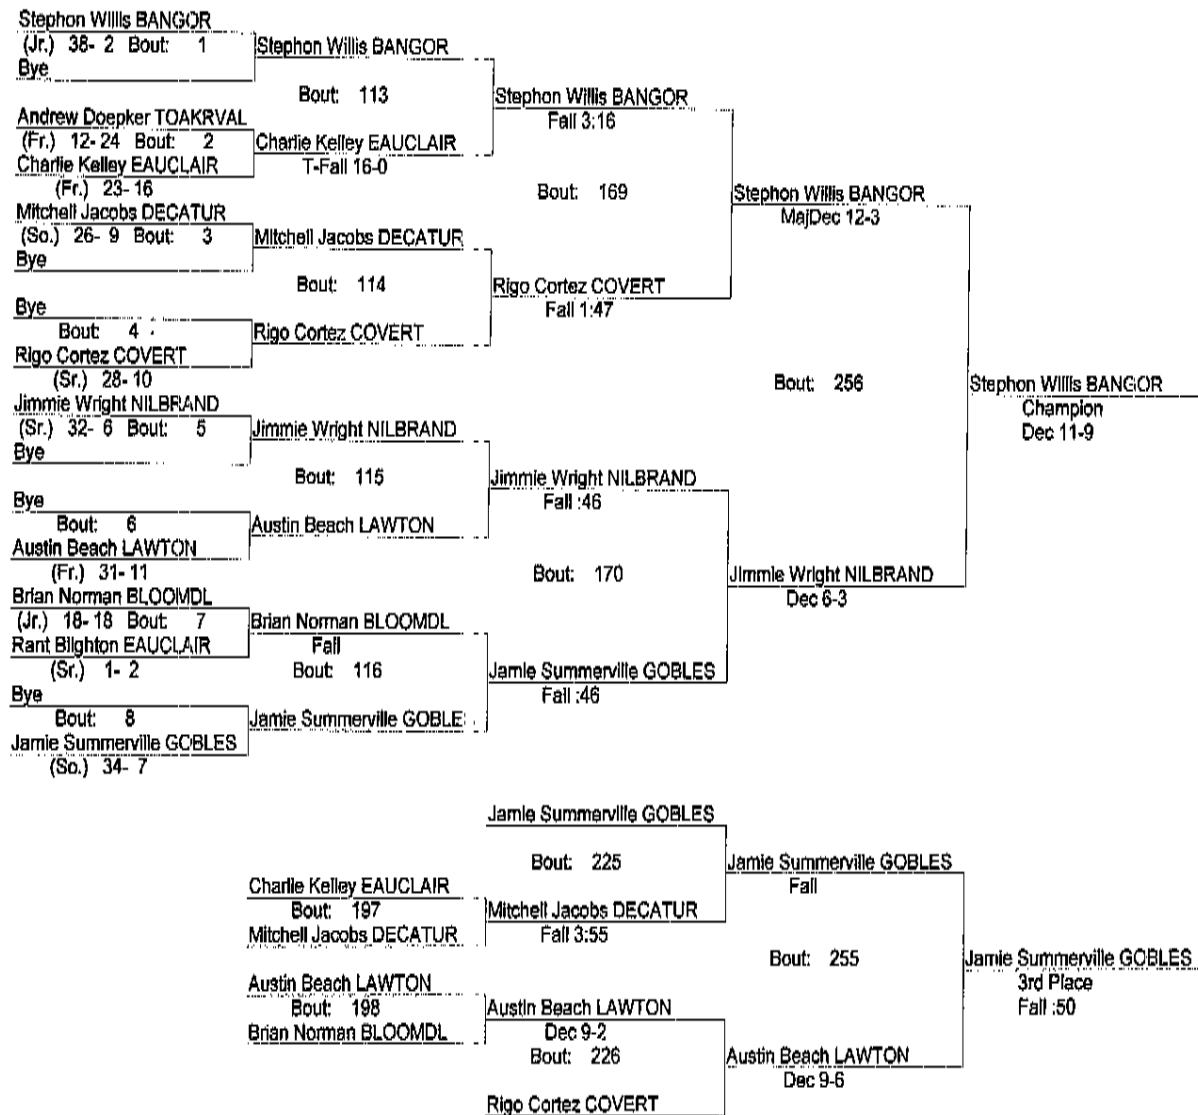 Stephon Willis BANGOR
(Jr.) 38- 2 Bout: 1
Stephon Willis BANGOR
Bye
Bout: 113
Stephon Willis BANGOR
Fall 3:16
Andrew Doepker TOAKRVAL
(Fr.) 12- 24 Bout: 2
Charlie Kelley EAUCLAIR
T-Fall 16-0
Charlie Kelley EAUCLAIR
(Fr.) 23- 16
Bout: 169
Stephon Willis BANGOR
MajDec 12-3
Mitchell Jacobs DECATUR
(So.) 26- 9 Bout: 3
Mitchell Jacobs DECATUR
Bye
Bout: 114
Rigo Cortez COVERT
Fall 1:47
Bye
Bout: 4
Rigo Cortez COVERT
Rigo Cortez COVERT
(Sr.) 28- 10
Bout: 256
Stephon Willis BANGOR
Champion
Dec 11-9
Jimmie Wright NILBRAND
(Sr.) 32- 6 Bout: 5
Jimmie Wright NILBRAND
Bye
Bout: 115
Jimmie Wright NILBRAND
Fall :46
Bye
Bout: 6
Austin Beach LAWTON
Austin Beach LAWTON
(Fr.) 31- 11
Bout: 170
Jimmie Wright NILBRAND
Dec 6-3
Brian Norman BLOOMDL
(Jr.) 18- 18 Bout: 7
Brian Norman BLOOMDL
Fall
Rant Bilghton EAUCLAIR
(Sr.) 1- 2
Bout: 116
Jamie Summerville GOBLES
Fall :46
Bye
Bout: 8
Jamie Summerville GOBLE
Jamie Summerville GOBLES
(So.) 34- 7
Jamie Summerville GOBLES
Bout: 225
Jamie Summerville GOBLES
Fall
Charlie Kelley EAUCLAIR
Bout: 197
Mitchell Jacobs DECATUR
Fall 3:55
Mitchell Jacobs DECATUR
Bout: 255
Jamie Summerville GOBLES
3rd Place
Fall :50
Austin Beach LAWTON
Bout: 198
Austin Beach LAWTON
Dec 9-2
Brian Norman BLOOMDL
Bout: 226
Austin Beach LAWTON
Dec 9-6
Rigo Cortez COVERT